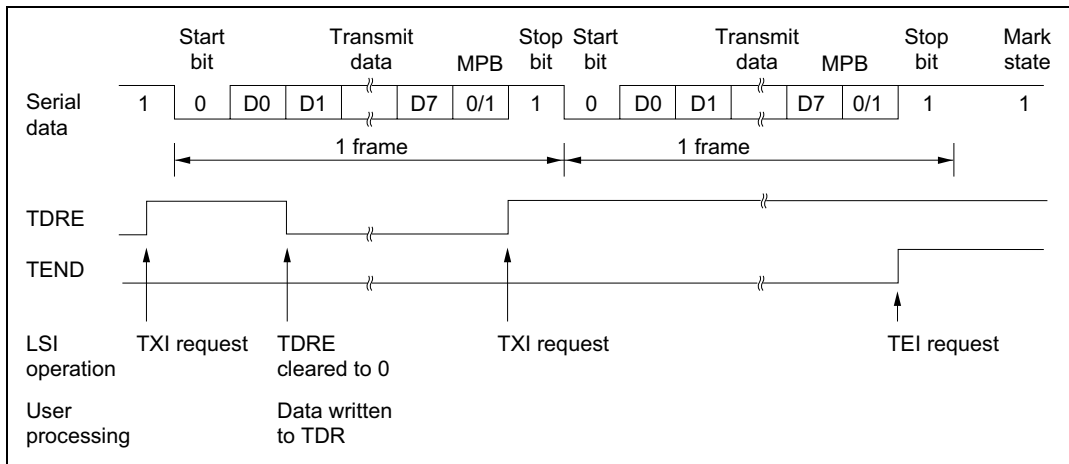 Start bit Transmit data MPB Stop bit Start bit Transmit data MPB Stop bit Mark state
Serial data 1 0 D0 D1 D7 0/1 1 0 D0 D1 D7 0/1 1 1
1 frame 1 frame
TDRE
TEND
LSI operation TXI request TDRE cleared to 0 TXI request TEI request
User processing Data written to TDR